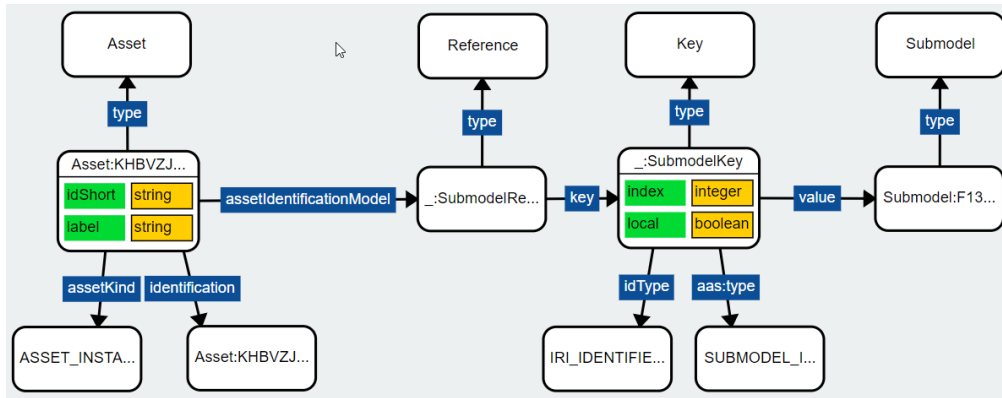 Asset
Reference
Key
Submodel
type
type
type
type
Asset:KHBVZJ...
idShort string
label string
assetIdentificationModel
_:SubmodelRe...
key
_:SubmodelKey
index integer
local boolean
value
Submodel:F13...
assetKind
identification
idType
aas:type
ASSET_INSTA...
Asset:KHBVZJ...
IRI_IDENTIFIE...
SUBMODEL_I...